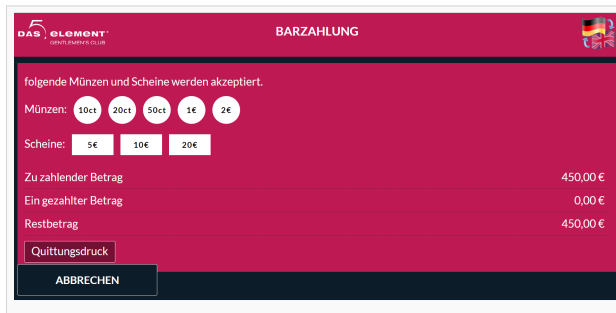 DAS 5. ELEMENT
GENTLEMEN'S CLUB
BARZAHLUNG
folgende Münzen und Scheine werden akzeptiert.
Münzen: 10ct 20ct 50ct 1€ 2€
Scheine: 5€ 10€ 20€
Zu zahlender Betrag 450,00 €
Ein gezahlter Betrag 0,00 €
Restbetrag 450,00 €
Quittungsdruck
ABBRECHEN